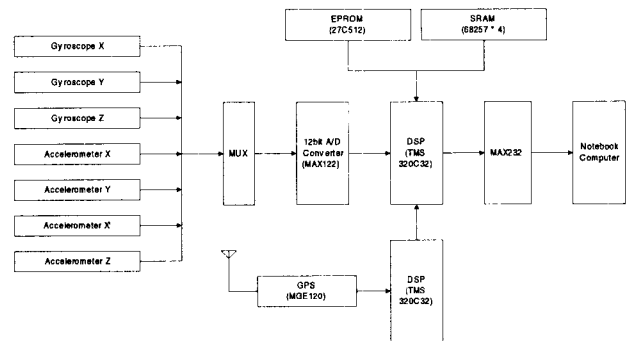 EPROM
(27C512)
SRAM
(68257 * 4)
Gyroscope X
Gyroscope Y
Gyroscope Z
Accelerometer X
Accelerometer Y
Accelerometer X'
Accelerometer Z
MUX
12bit A/D
Converter
(MAX122)
DSP
(TMS
320C32)
MAX232
Notebook
Computer
GPS
(MGE120)
DSP
(TMS
320C32)